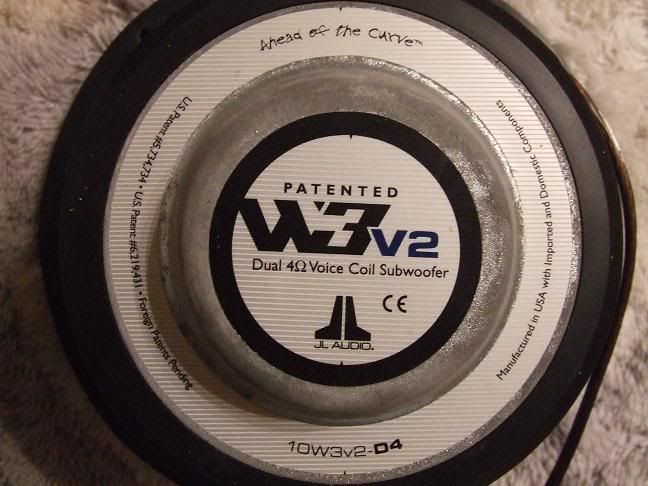 Ahead of the Curve™
U.S. Patent #5,734,734 • U.S. Patent #6,219,431 • Foreign Patents Pending
PATENTED
W3V2
Dual 4Ω Voice Coil Subwoofer
CE
JL AUDIO®
Manufactured in USA with Imported and Domestic Components
10W3v2-D4